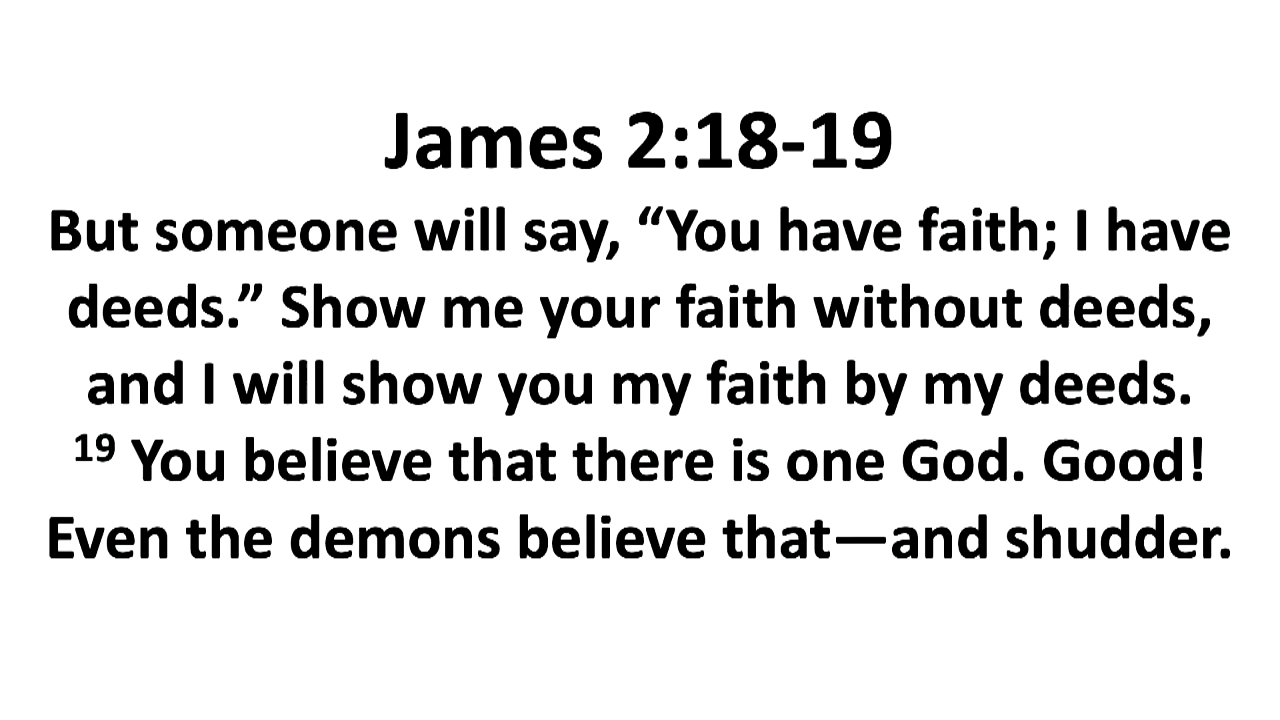 James 2:18-19
But someone will say, “You have faith; I have
deeds.” Show me your faith without deeds,
and I will show you my faith by my deeds.
19 You believe that there is one God. Good!
Even the demons believe that—and shudder.